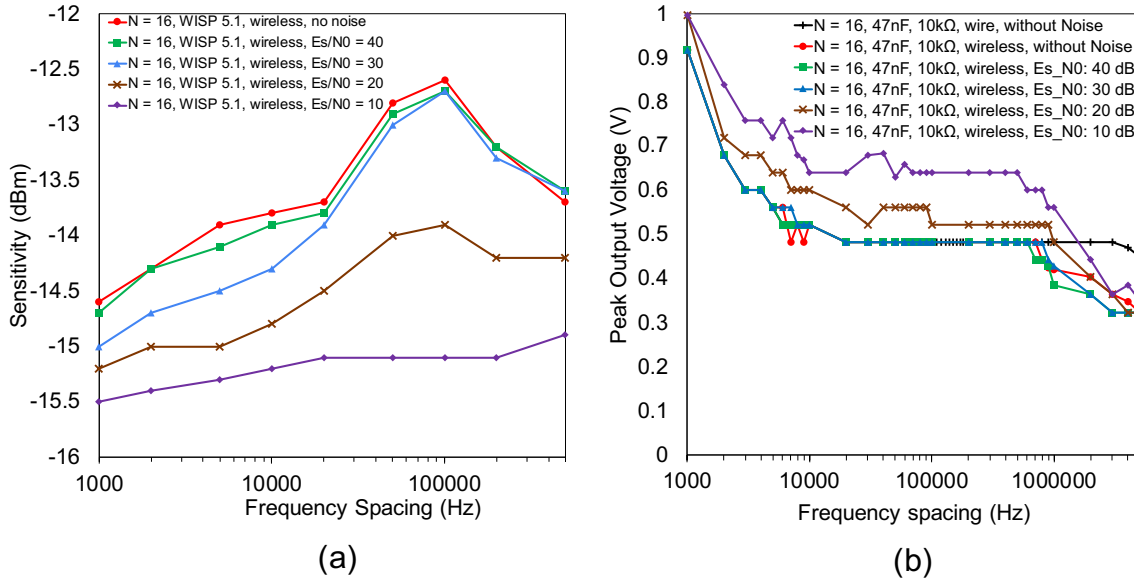 -12
-12.5
-13
-13.5
-14
-14.5
-15
-15.5
-16
Sensitivity (dBm)
N = 16, WISP 5.1, wireless, no noise
N = 16, WISP 5.1, wireless, Es/N0 = 40
N = 16, WISP 5.1, wireless, Es/N0 = 30
N = 16, WISP 5.1, wireless, Es/N0 = 20
N = 16, WISP 5.1, wireless, Es/N0 = 10
1000
10000
100000
Frequency Spacing (Hz)
(a)
1
0.9
0.8
0.7
0.6
0.5
0.4
0.3
0.2
0.1
0
Peak Output Voltage (V)
N = 16, 47nF, 10kΩ, wire, without Noise
N = 16, 47nF, 10kΩ, wireless, without Noise
N = 16, 47nF, 10kΩ, wireless, Es_N0: 40 dB
N = 16, 47nF, 10kΩ, wireless, Es_N0: 30 dB
N = 16, 47nF, 10kΩ, wireless, Es_N0: 20 dB
N = 16, 47nF, 10kΩ, wireless, Es_N0: 10 dB
1000
10000
100000
1000000
Frequency spacing (Hz)
(b)